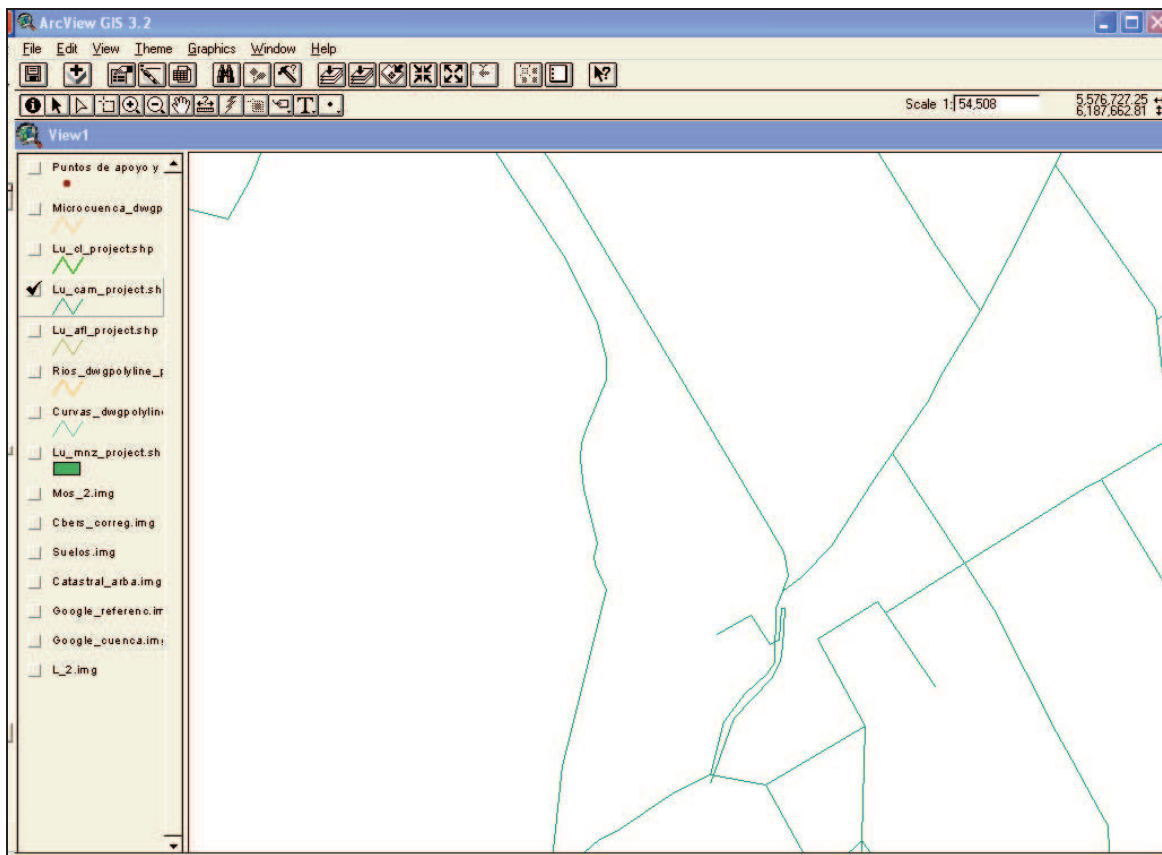 ArcView GIS 3.2
File Edit View Theme Graphics Window Help
Scale 1: 54,508
5,576,727.25
6,187,662.81
View1
Puntos de apoyo y
Microcuenca_dwgp
Lu_cl_project.shp
Lu_cam_project.sh
Lu_afl_project.shp
Rios_dwgpolyline_p
Curvas_dwgpolyline
Lu_mnz_project.sh
Mos_2.img
Cbers_correg.img
Suelos.img
Catastral_arba.img
Google_referenc.im
Google_cuenca.img
L_2.img